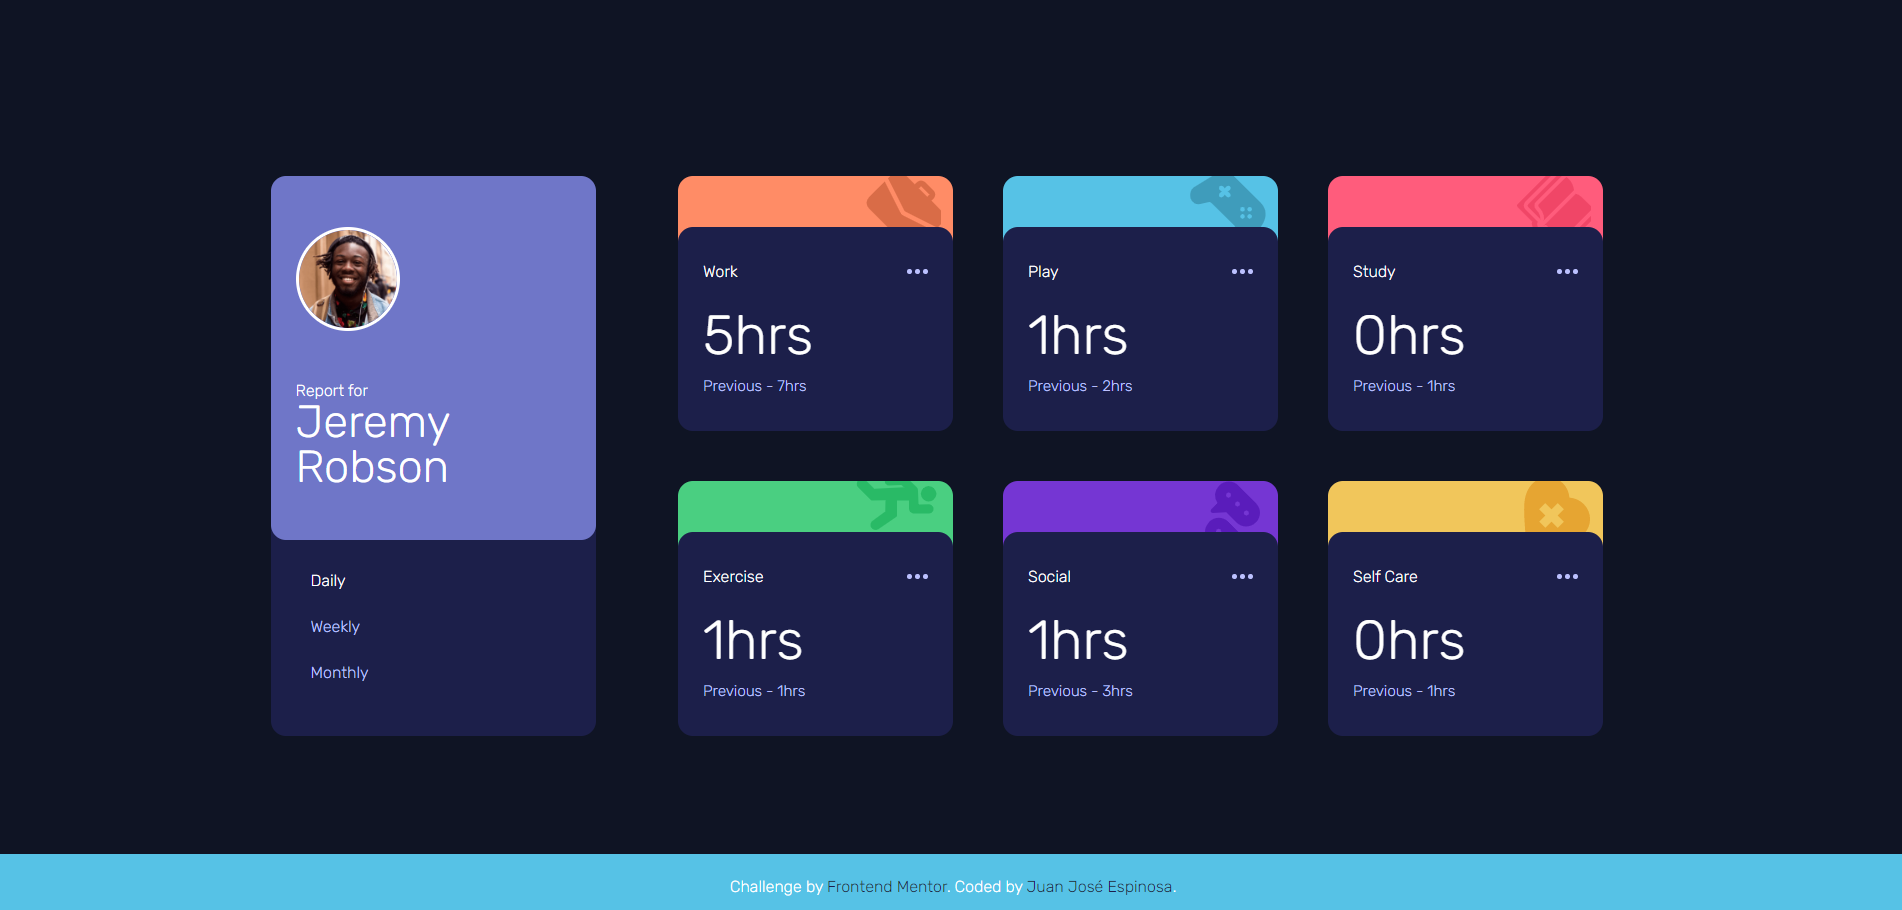 Report for
Jeremy
Robson
Daily
Weekly
Monthly
Work
5hrs
Previous - 7hrs
Play
1hrs
Previous - 2hrs
Study
0hrs
Previous - 1hrs
Exercise
1hrs
Previous - 1hrs
Social
1hrs
Previous - 3hrs
Self Care
0hrs
Previous - 1hrs
Challenge by Frontend Mentor. Coded by Juan José Espinosa.